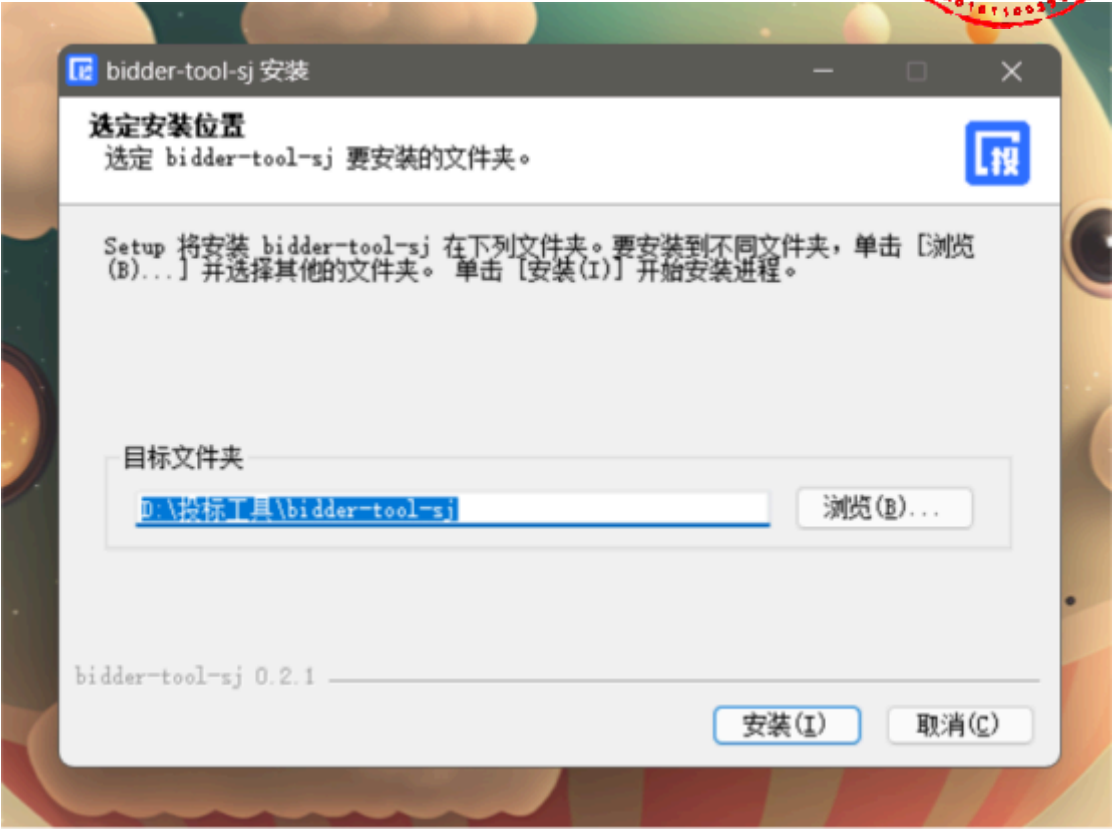 bidder-tool-sj 安装
选定安装位置
选定 bidder-tool-sj 要安装的文件夹。
投
Setup 将安装 bidder-tool-sj 在下列文件夹。要安装到不同文件夹，单击 [浏览
(B)...] 并选择其他的文件夹。 单击 [安装(I)] 开始安装进程。
目标文件夹
D:\投标工具\bidder-tool-sj
浏览(B)...
bidder-tool-sj 0.2.1
安装(I)
取消(C)